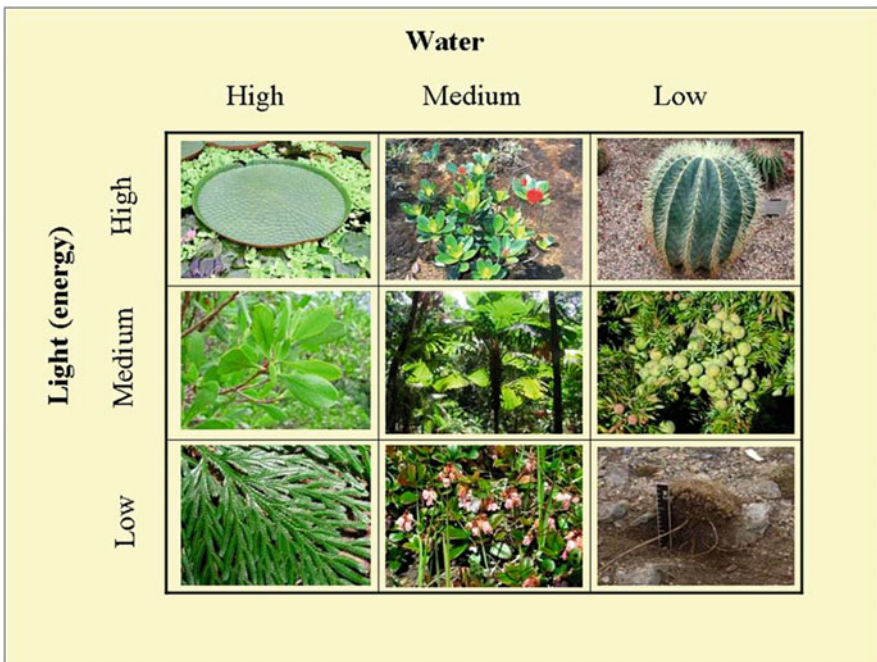 Water
High Medium Low
Light (energy)
High
Medium
Low